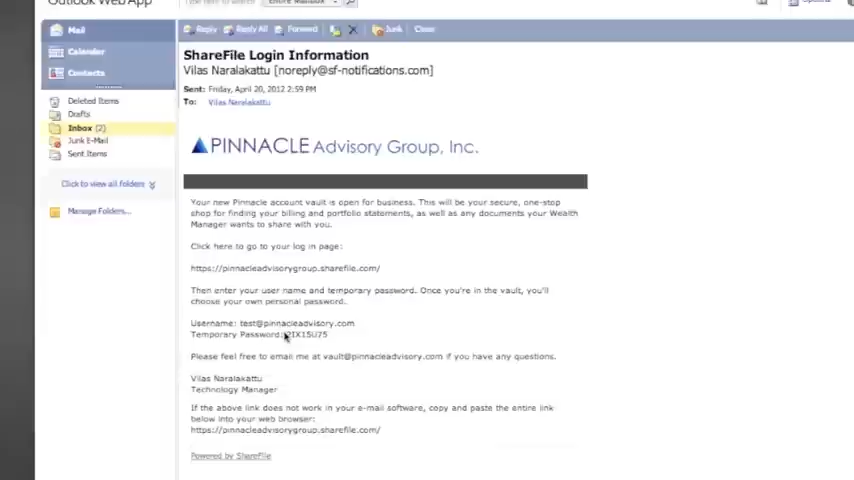 Outlook Web App
Type here to search
Entire Mailbox
Options
Mail
Calendar
Contacts
Deleted Items
Drafts
Inbox (2)
Junk E-Mail
Sent Items
Click to view all folders
Manage Folders...
Reply Reply All Forward Junk Close
ShareFile Login Information
Vilas Naralakattu [noreply@sf-notifications.com]
Sent: Friday, April 20, 2012 2:59 PM
To: Vilas Naralakattu
PINNACLE Advisory Group, Inc.
Your new Pinnacle account vault is open for business. This will be your secure, one-stop
shop for finding your billing and portfolio statements, as well as any documents your Wealth
Manager wants to share with you.
Click here to go to your log in page:
https://pinnacleadvisorygroup.sharefile.com/
Then enter your user name and temporary password. Once you're in the vault, you'll
choose your own personal password.
Username: test@pinnacleadvisory.com
Temporary Password:
Please feel free to email me at vault@pinnacleadvisory.com if you have any questions.
Vilas Naralakattu
Technology Manager
If the above link does not work in your e-mail software, copy and paste the entire link
below into your web browser:
https://pinnacleadvisorygroup.sharefile.com/
Powered by ShareFile